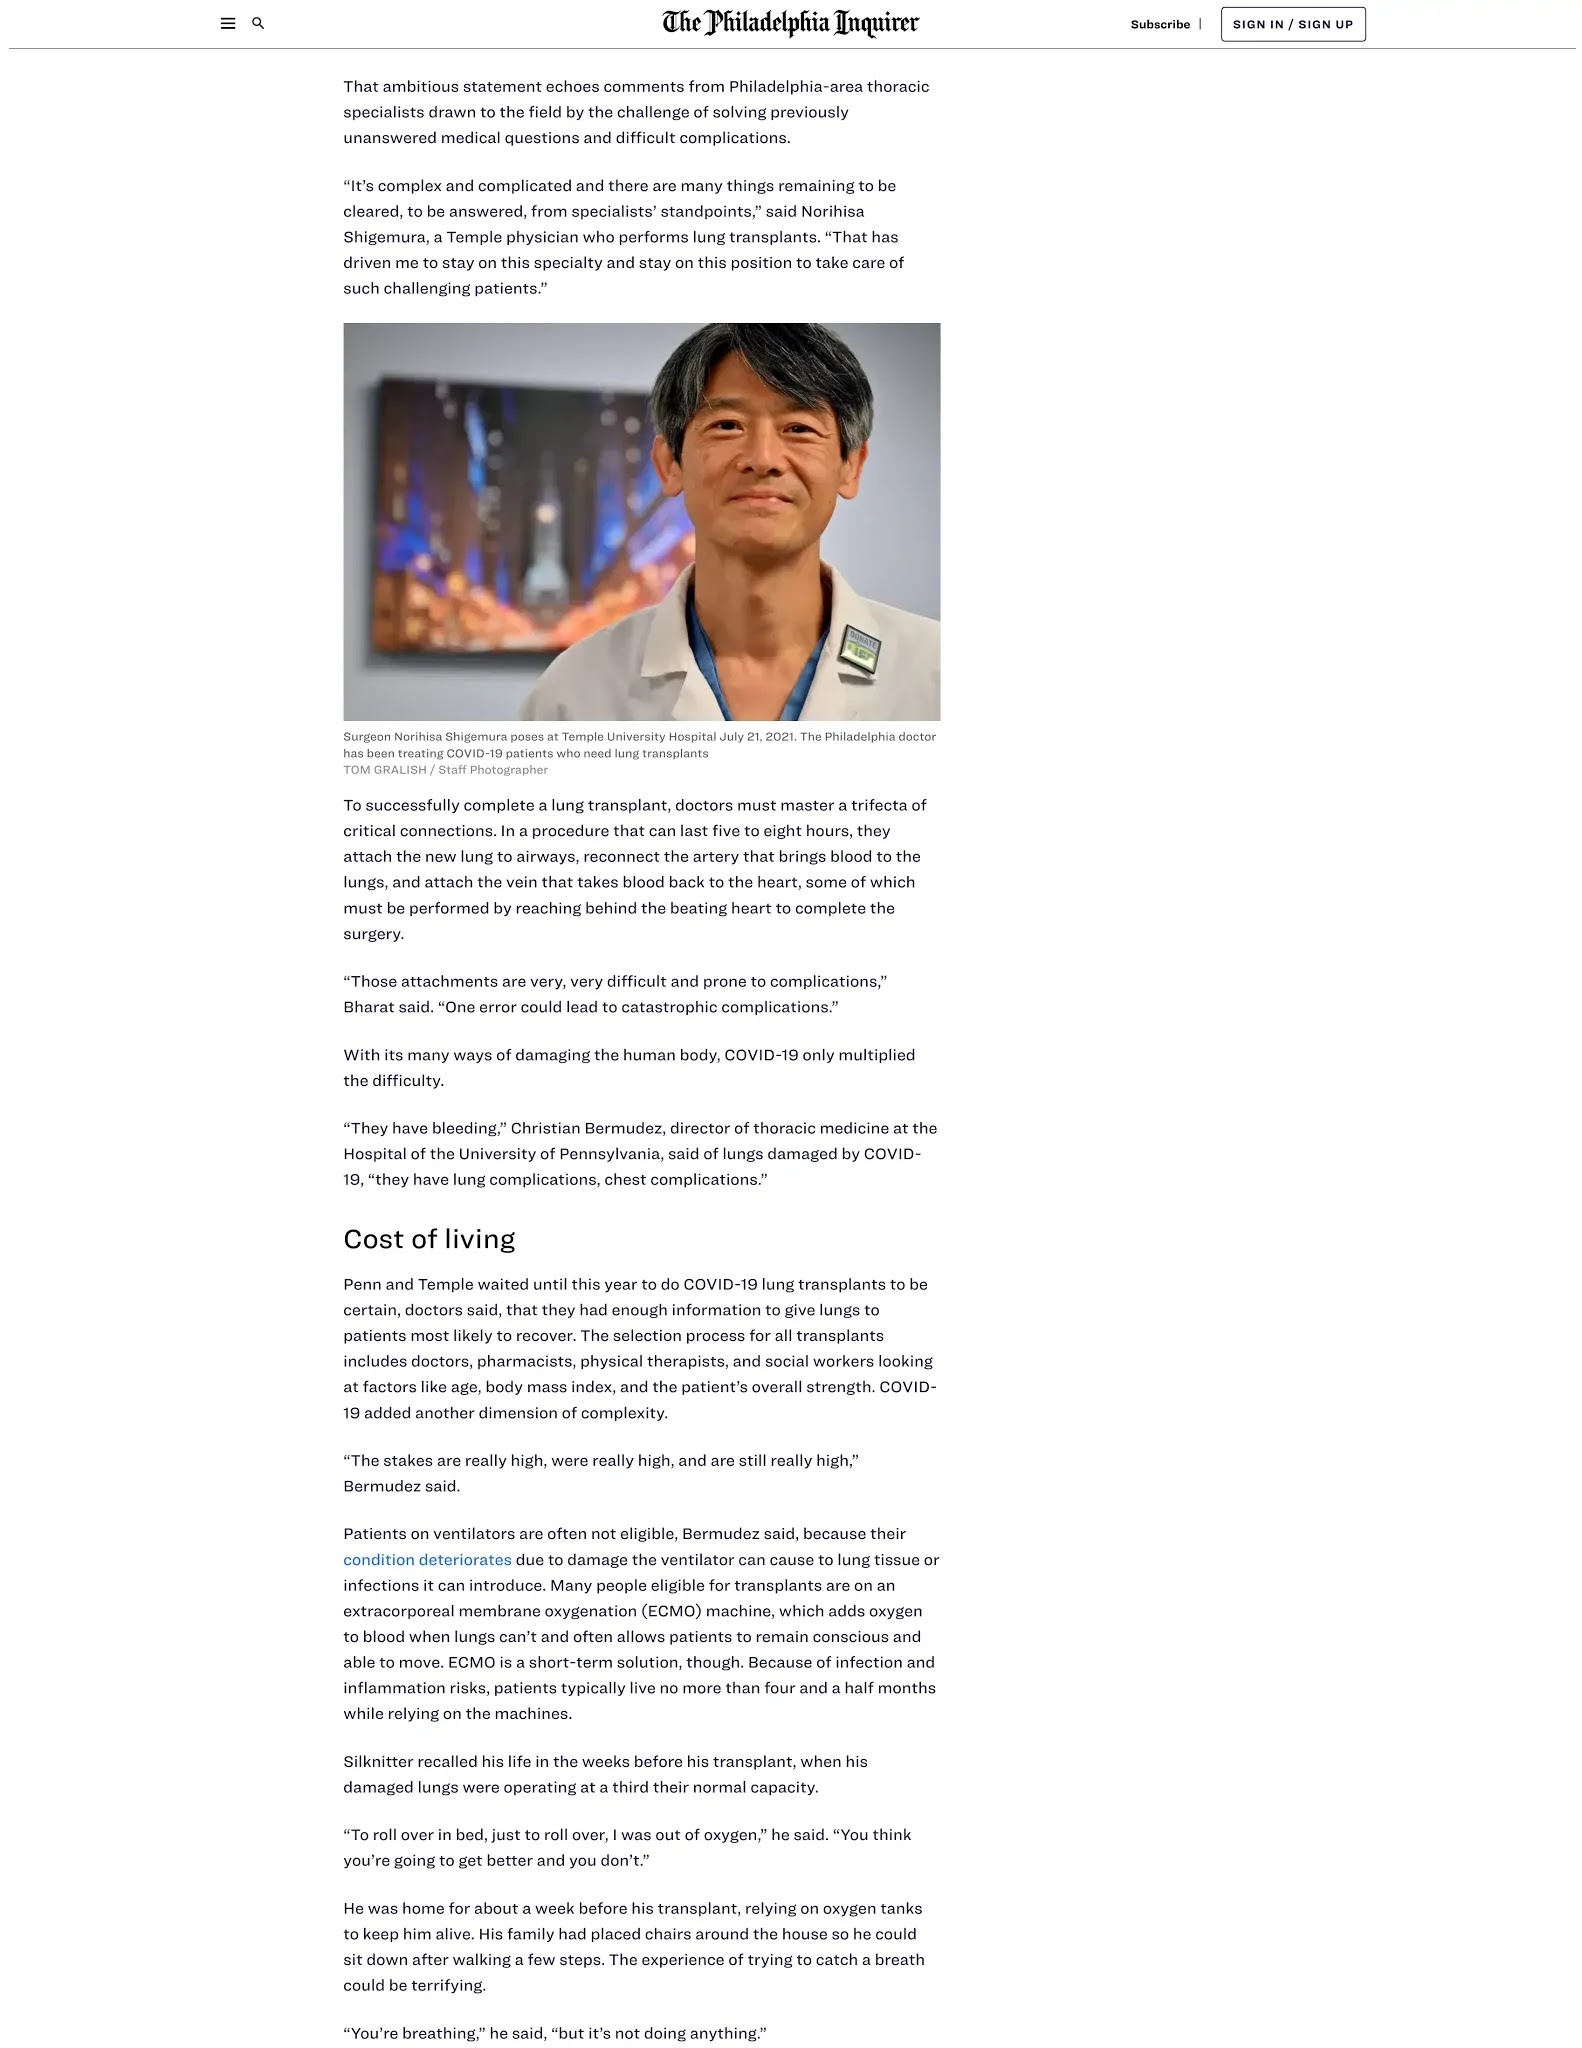 The Philadelphia Inquirer
Subscribe |
SIGN IN / SIGN UP
That ambitious statement echoes comments from Philadelphia-area thoracic
specialists drawn to the field by the challenge of solving previously
unanswered medical questions and difficult complications.
“It’s complex and complicated and there are many things remaining to be
cleared, to be answered, from specialists’ standpoints,” said Norihisa
Shigemura, a Temple physician who performs lung transplants. “That has
driven me to stay on this specialty and stay on this position to take care of
such challenging patients.”
DONATE
LIFE
Surgeon Norihisa Shigemura poses at Temple University Hospital July 21, 2021. The Philadelphia doctor
has been treating COVID-19 patients who need lung transplants
TOM GRALISH / Staff Photographer
To successfully complete a lung transplant, doctors must master a trifecta of
critical connections. In a procedure that can last five to eight hours, they
attach the new lung to airways, reconnect the artery that brings blood to the
lungs, and attach the vein that takes blood back to the heart, some of which
must be performed by reaching behind the beating heart to complete the
surgery.
“Those attachments are very, very difficult and prone to complications,”
Bharat said. “One error could lead to catastrophic complications.”
With its many ways of damaging the human body, COVID-19 only multiplied
the difficulty.
“They have bleeding,” Christian Bermudez, director of thoracic medicine at the
Hospital of the University of Pennsylvania, said of lungs damaged by COVID-
19, “they have lung complications, chest complications.”
Cost of living
Penn and Temple waited until this year to do COVID-19 lung transplants to be
certain, doctors said, that they had enough information to give lungs to
patients most likely to recover. The selection process for all transplants
includes doctors, pharmacists, physical therapists, and social workers looking
at factors like age, body mass index, and the patient’s overall strength. COVID-
19 added another dimension of complexity.
“The stakes are really high, were really high, and are still really high,”
Bermudez said.
Patients on ventilators are often not eligible, Bermudez said, because their
condition deteriorates due to damage the ventilator can cause to lung tissue or
infections it can introduce. Many people eligible for transplants are on an
extracorporeal membrane oxygenation (ECMO) machine, which adds oxygen
to blood when lungs can’t and often allows patients to remain conscious and
able to move. ECMO is a short-term solution, though. Because of infection and
inflammation risks, patients typically live no more than four and a half months
while relying on the machines.
Silknitter recalled his life in the weeks before his transplant, when his
damaged lungs were operating at a third their normal capacity.
“To roll over in bed, just to roll over, I was out of oxygen,” he said. “You think
you’re going to get better and you don’t.”
He was home for about a week before his transplant, relying on oxygen tanks
to keep him alive. His family had placed chairs around the house so he could
sit down after walking a few steps. The experience of trying to catch a breath
could be terrifying.
“You’re breathing,” he said, “but it’s not doing anything.”